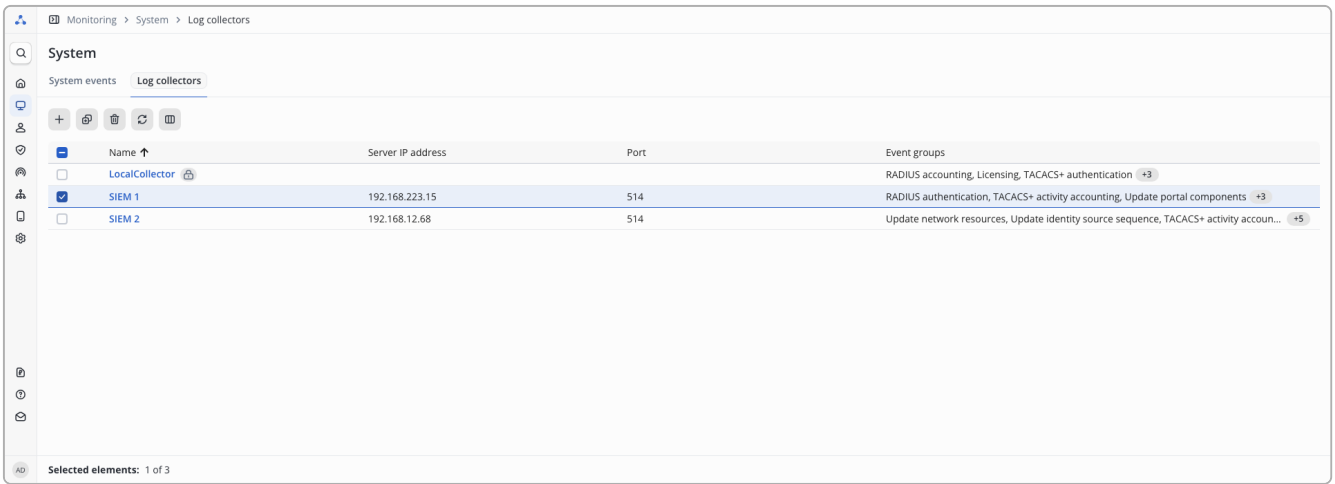 Monitoring > System > Log collectors
System
System events Log collectors
Name Server IP address Port Event groups
LocalCollector RADIUS accounting, Licensing, TACACS+ authentication +3
SIEM 1 192.168.223.15 514 RADIUS authentication, TACACS+ activity accounting, Update portal components +3
SIEM 2 192.168.12.68 514 Update network resources, Update identity source sequence, TACACS+ activity accoun... +5
AD Selected elements: 1 of 3